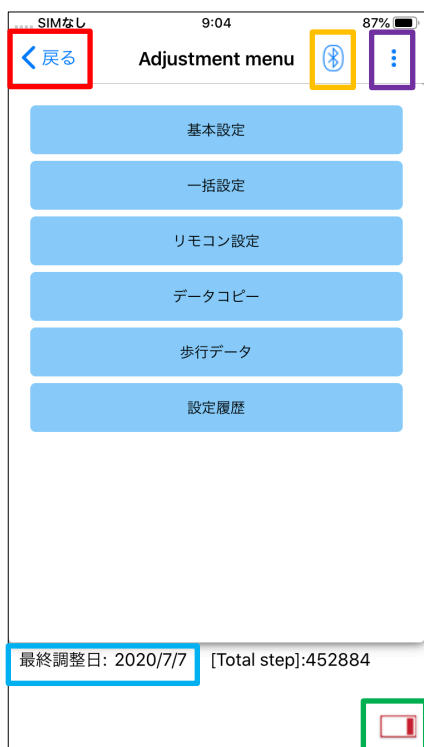 SIMなし 9:04 87%
戻る Adjustment menu
基本設定
一括設定
リモコン設定
データコピー
歩行データ
設定履歴
最終調整日: 2020/7/7 [Total step]:452884